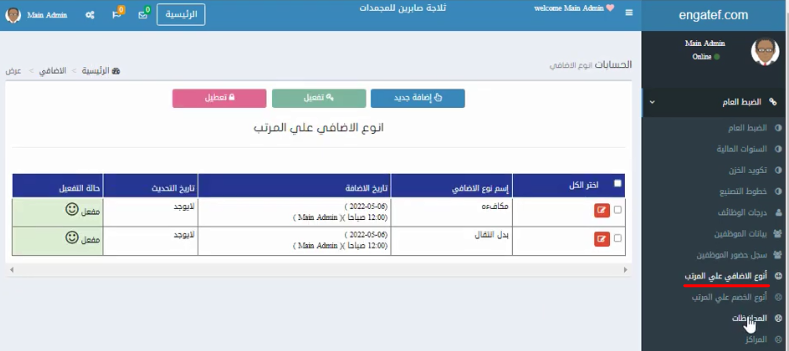 engatef.com
welcome Main Admin
ثلاجة صابرين للمجمدات
الرئيسية
0
0
Main Admin
Main Admin
Online
الحسابات انوع الاضافي
الرئيسية > الاضافي > عرض
الضبط العام
إضافة جديد
تفعيل
تعطيل
انوع الاضافي علي المرتب
الضبط العام
السنوات المالية
تكويد الخزن
خطوط التصنيع
درجات الوظائف
بيانات الموظفين
سجل حضور الموظفين
أنوع الاضافي علي المرتب
أنوع الخصم علي المرتب
المراكز
اختر الكل
إسم نوع الاضافي
تاريخ الاضافة
تاريخ التحديث
حالة التفعيل
مكافءه
( 2022-05-06)
12:00 صباحا )( Main Admin )
لايوجد
مفعل
بدل انتقال
( 2022-05-06)
12:00 صباحا )( Main Admin )
لايوجد
مفعل